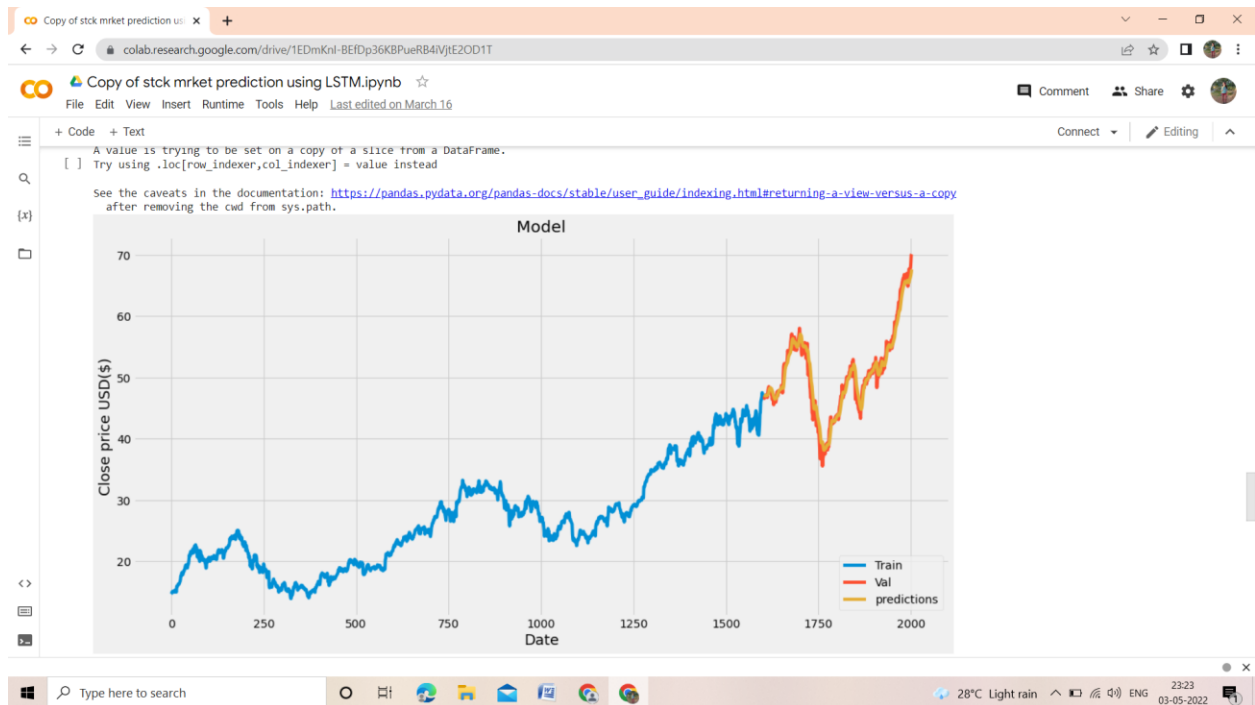 Copy of stck mrket prediction usi
colab.research.google.com/drive/1EDmKnI-BEfDp36KBPueRB4iVjtE2OD1T
Copy of stck mrket prediction using LSTM.ipynb
File Edit View Insert Runtime Tools Help Last edited on March 16
Comment Share
+ Code + Text
Connect Editing
A value is trying to be set on a copy of a slice from a DataFrame.
[ ] Try using .loc[row_indexer,col_indexer] = value instead
See the caveats in the documentation: https://pandas.pydata.org/pandas-docs/stable/user_guide/indexing.html#returning-a-view-versus-a-copy
after removing the cwd from sys.path.
{x}
Model
Close price USD($)
70
60
50
40
30
20
Train
Val
predictions
0 250 500 750 1000 1250 1500 1750 2000
Date
Type here to search
28°C Light rain ENG
23:23
03-05-2022
1